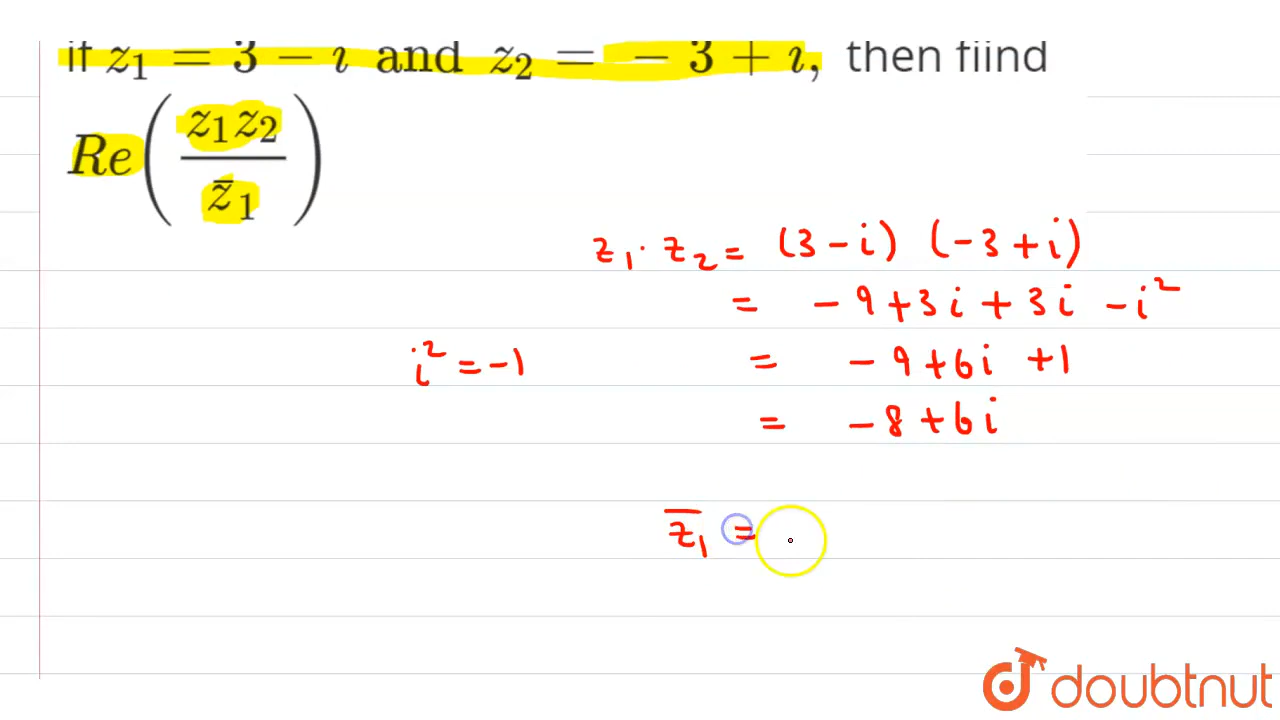 if z₁ = 3 − ı and z₂ = − 3 + ı, then fiind
Re(z₁z₂ / z̄₁)
z₁ · z₂ = (3 − i) (−3 + i)
= − 9 + 3i + 3i − i²
i² = −1
= − 9 + 6i + 1
= − 8 + 6i
z̄₁ =
doubtnut